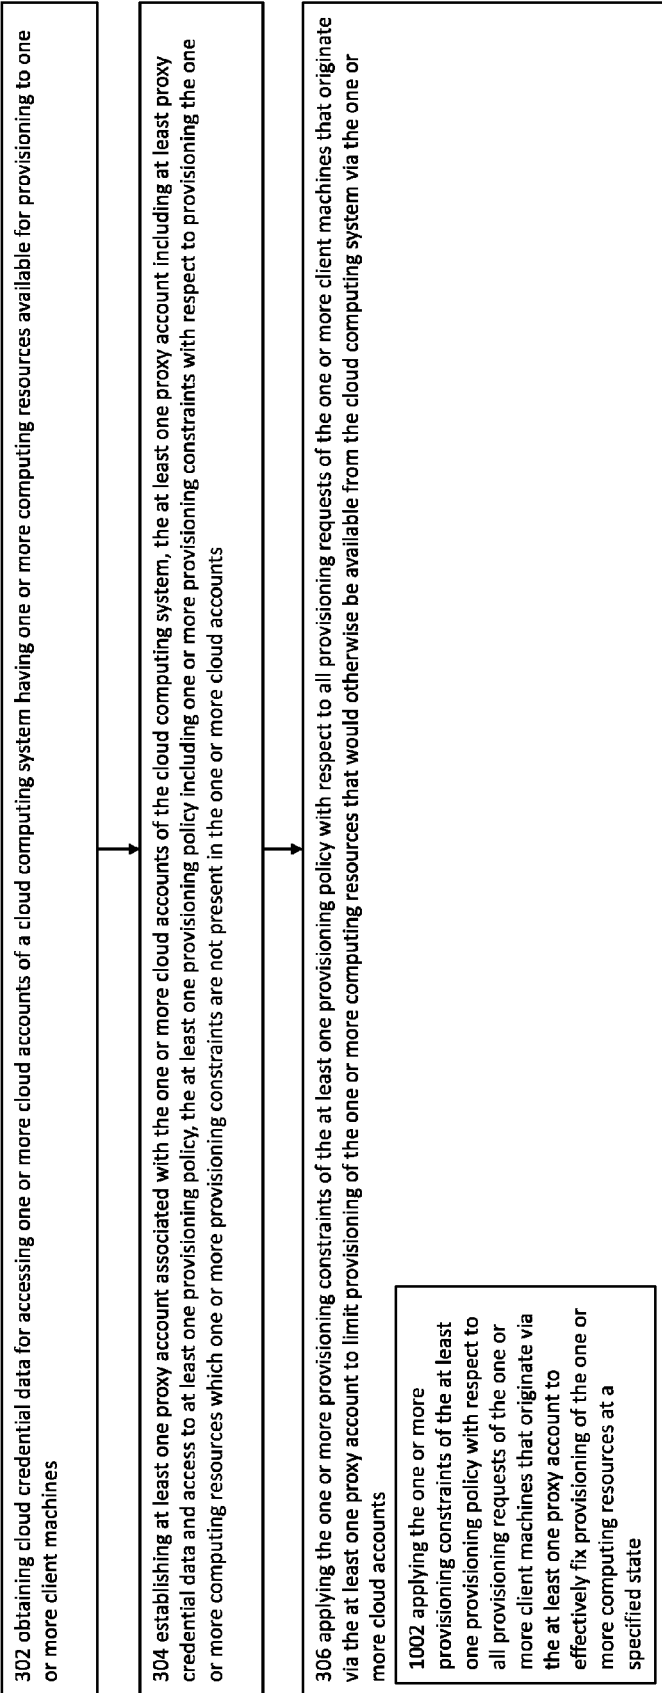 302 obtaining cloud credential data for accessing one or more cloud accounts of a cloud computing system having one or more computing resources available for provisioning to one
or more client machines
304 establishing at least one proxy account associated with the one or more cloud accounts of the cloud computing system, the at least one proxy account including at least proxy
credential data and access to at least one provisioning policy, the at least one provisioning policy including one or more provisioning constraints with respect to provisioning the one
or more computing resources which one or more provisioning constraints are not present in the one or more cloud accounts
306 applying the one or more provisioning constraints of the at least one provisioning policy with respect to all provisioning requests of the one or more client machines that originate
via the at least one proxy account to limit provisioning of the one or more computing resources that would otherwise be available from the cloud computing system via the one or
more cloud accounts
1002 applying the one or more
provisioning constraints of the at least
one provisioning policy with respect to
all provisioning requests of the one or
more client machines that originate via
the at least one proxy account to
effectively fix provisioning of the one or
more computing resources at a
specified state